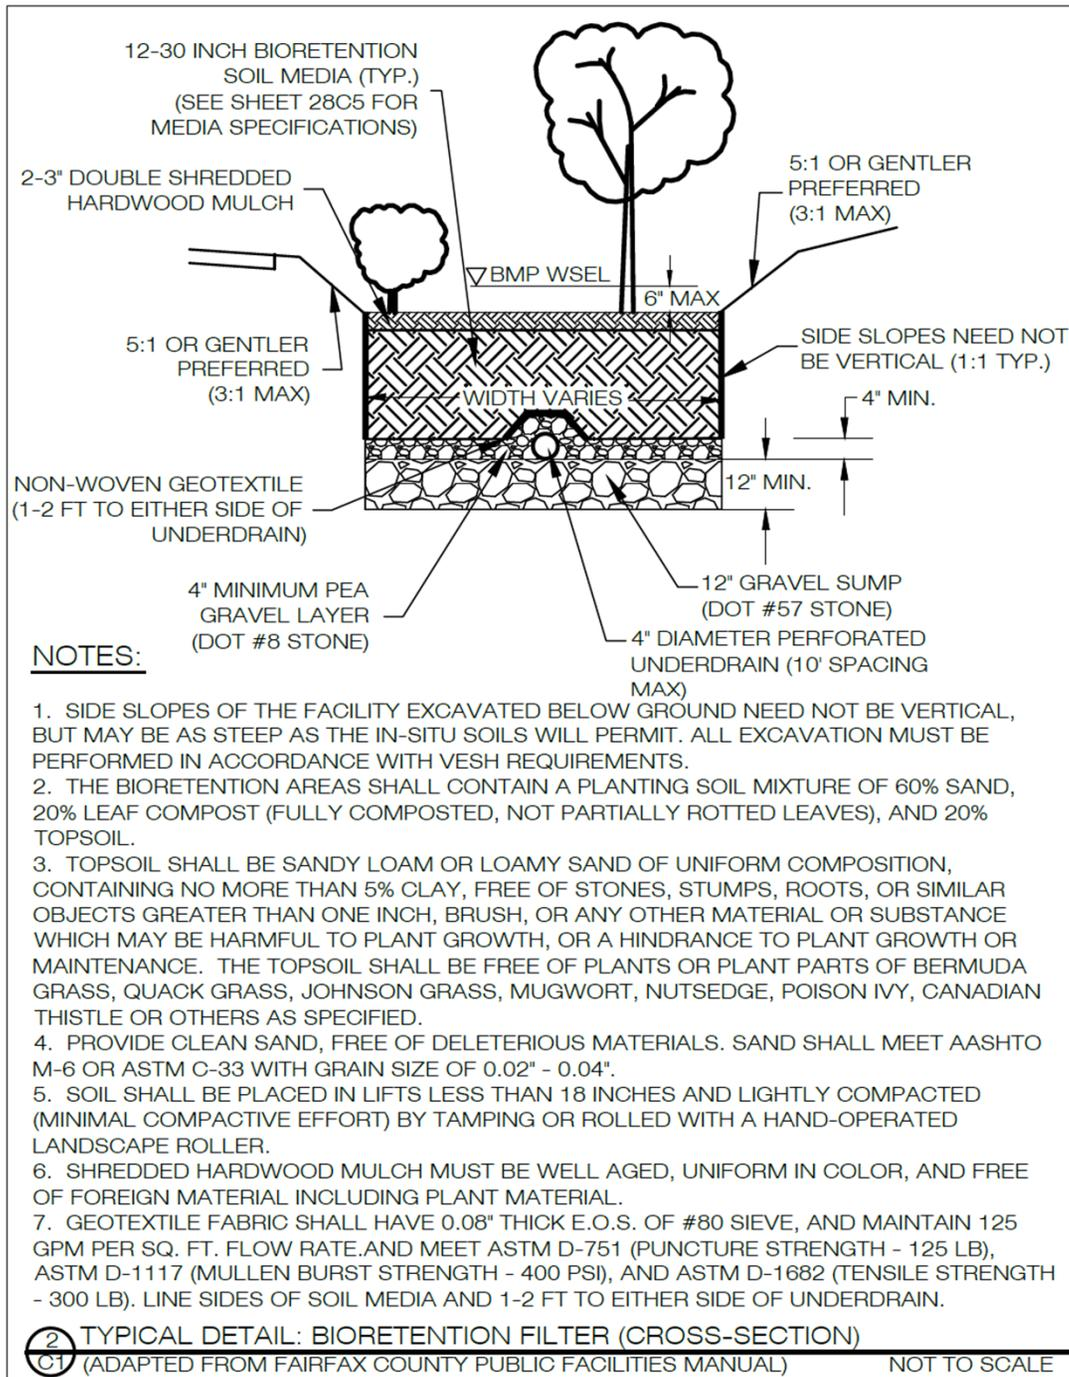 12-30 INCH BIORETENTION
SOIL MEDIA (TYP.)
(SEE SHEET 28C5 FOR
MEDIA SPECIFICATIONS)
2-3" DOUBLE SHREDDED
HARDWOOD MULCH
5:1 OR GENTLER
PREFERRED
(3:1 MAX)
BMP WSEL
6" MAX
5:1 OR GENTLER
PREFERRED
(3:1 MAX)
SIDE SLOPES NEED NOT
BE VERTICAL (1:1 TYP.)
WIDTH VARIES
4" MIN.
12" MIN.
NON-WOVEN GEOTEXTILE
(1-2 FT TO EITHER SIDE OF
UNDERDRAIN)
4" MINIMUM PEA
GRAVEL LAYER
(DOT #8 STONE)
12" GRAVEL SUMP
(DOT #57 STONE)
4" DIAMETER PERFORATED
UNDERDRAIN (10' SPACING
MAX)
NOTES:
1. SIDE SLOPES OF THE FACILITY EXCAVATED BELOW GROUND NEED NOT BE VERTICAL,
BUT MAY BE AS STEEP AS THE IN-SITU SOILS WILL PERMIT. ALL EXCAVATION MUST BE
PERFORMED IN ACCORDANCE WITH VESH REQUIREMENTS.
2. THE BIORETENTION AREAS SHALL CONTAIN A PLANTING SOIL MIXTURE OF 60% SAND,
20% LEAF COMPOST (FULLY COMPOSTED, NOT PARTIALLY ROTTED LEAVES), AND 20%
TOPSOIL.
3. TOPSOIL SHALL BE SANDY LOAM OR LOAMY SAND OF UNIFORM COMPOSITION,
CONTAINING NO MORE THAN 5% CLAY, FREE OF STONES, STUMPS, ROOTS, OR SIMILAR
OBJECTS GREATER THAN ONE INCH, BRUSH, OR ANY OTHER MATERIAL OR SUBSTANCE
WHICH MAY BE HARMFUL TO PLANT GROWTH, OR A HINDRANCE TO PLANT GROWTH OR
MAINTENANCE. THE TOPSOIL SHALL BE FREE OF PLANTS OR PLANT PARTS OF BERMUDA
GRASS, QUACK GRASS, JOHNSON GRASS, MUGWORT, NUTSEDGE, POISON IVY, CANADIAN
THISTLE OR OTHERS AS SPECIFIED.
4. PROVIDE CLEAN SAND, FREE OF DELETERIOUS MATERIALS. SAND SHALL MEET AASHTO
M-6 OR ASTM C-33 WITH GRAIN SIZE OF 0.02" - 0.04".
5. SOIL SHALL BE PLACED IN LIFTS LESS THAN 18 INCHES AND LIGHTLY COMPACTED
(MINIMAL COMPACTIVE EFFORT) BY TAMPING OR ROLLED WITH A HAND-OPERATED
LANDSCAPE ROLLER.
6. SHREDDED HARDWOOD MULCH MUST BE WELL AGED, UNIFORM IN COLOR, AND FREE
OF FOREIGN MATERIAL INCLUDING PLANT MATERIAL.
7. GEOTEXTILE FABRIC SHALL HAVE 0.08" THICK E.O.S. OF #80 SIEVE, AND MAINTAIN 125
GPM PER SQ. FT. FLOW RATE.AND MEET ASTM D-751 (PUNCTURE STRENGTH - 125 LB),
ASTM D-1117 (MULLEN BURST STRENGTH - 400 PSI), AND ASTM D-1682 (TENSILE STRENGTH
- 300 LB). LINE SIDES OF SOIL MEDIA AND 1-2 FT TO EITHER SIDE OF UNDERDRAIN.
2 TYPICAL DETAIL: BIORETENTION FILTER (CROSS-SECTION)
C1 (ADAPTED FROM FAIRFAX COUNTY PUBLIC FACILITIES MANUAL) NOT TO SCALE